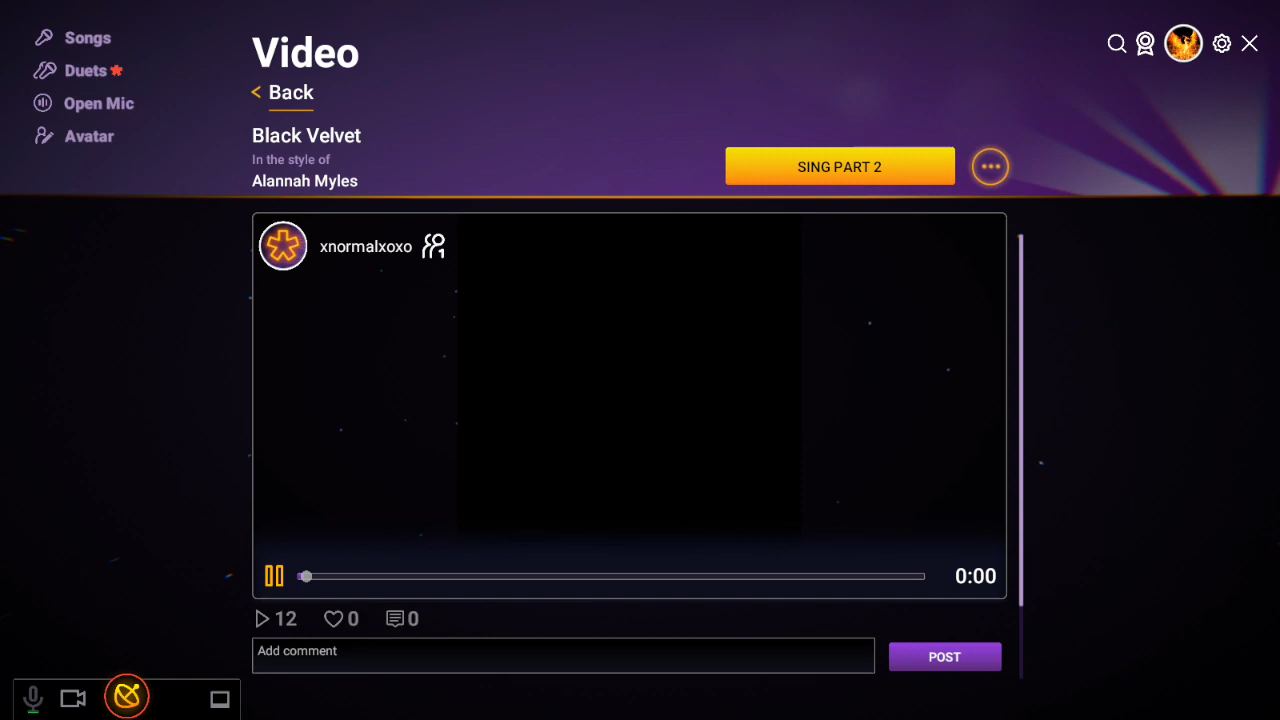 Songs
Duets
Open Mic
Avatar
Video
< Back
Black Velvet
In the style of
Alannah Myles
SING PART 2
xnormalxoxo
0:00
12
0
0
Add comment
POST